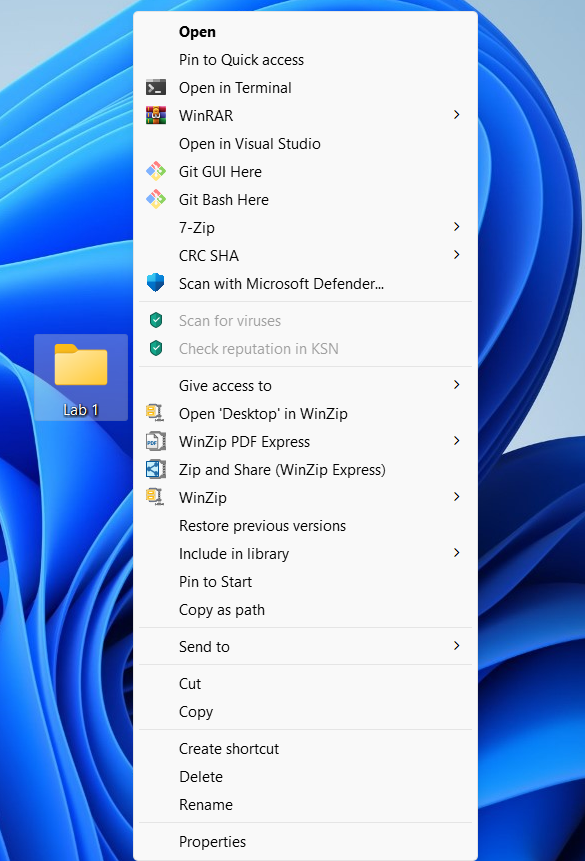 Open
Pin to Quick access
Open in Terminal
WinRAR
Open in Visual Studio
Git GUI Here
Git Bash Here
7-Zip
CRC SHA
Scan with Microsoft Defender...
Scan for viruses
Check reputation in KSN
Give access to
Open 'Desktop' in WinZip
WinZip PDF Express
Zip and Share (WinZip Express)
WinZip
Restore previous versions
Include in library
Pin to Start
Copy as path
Send to
Cut
Copy
Create shortcut
Delete
Rename
Properties
Lab 1